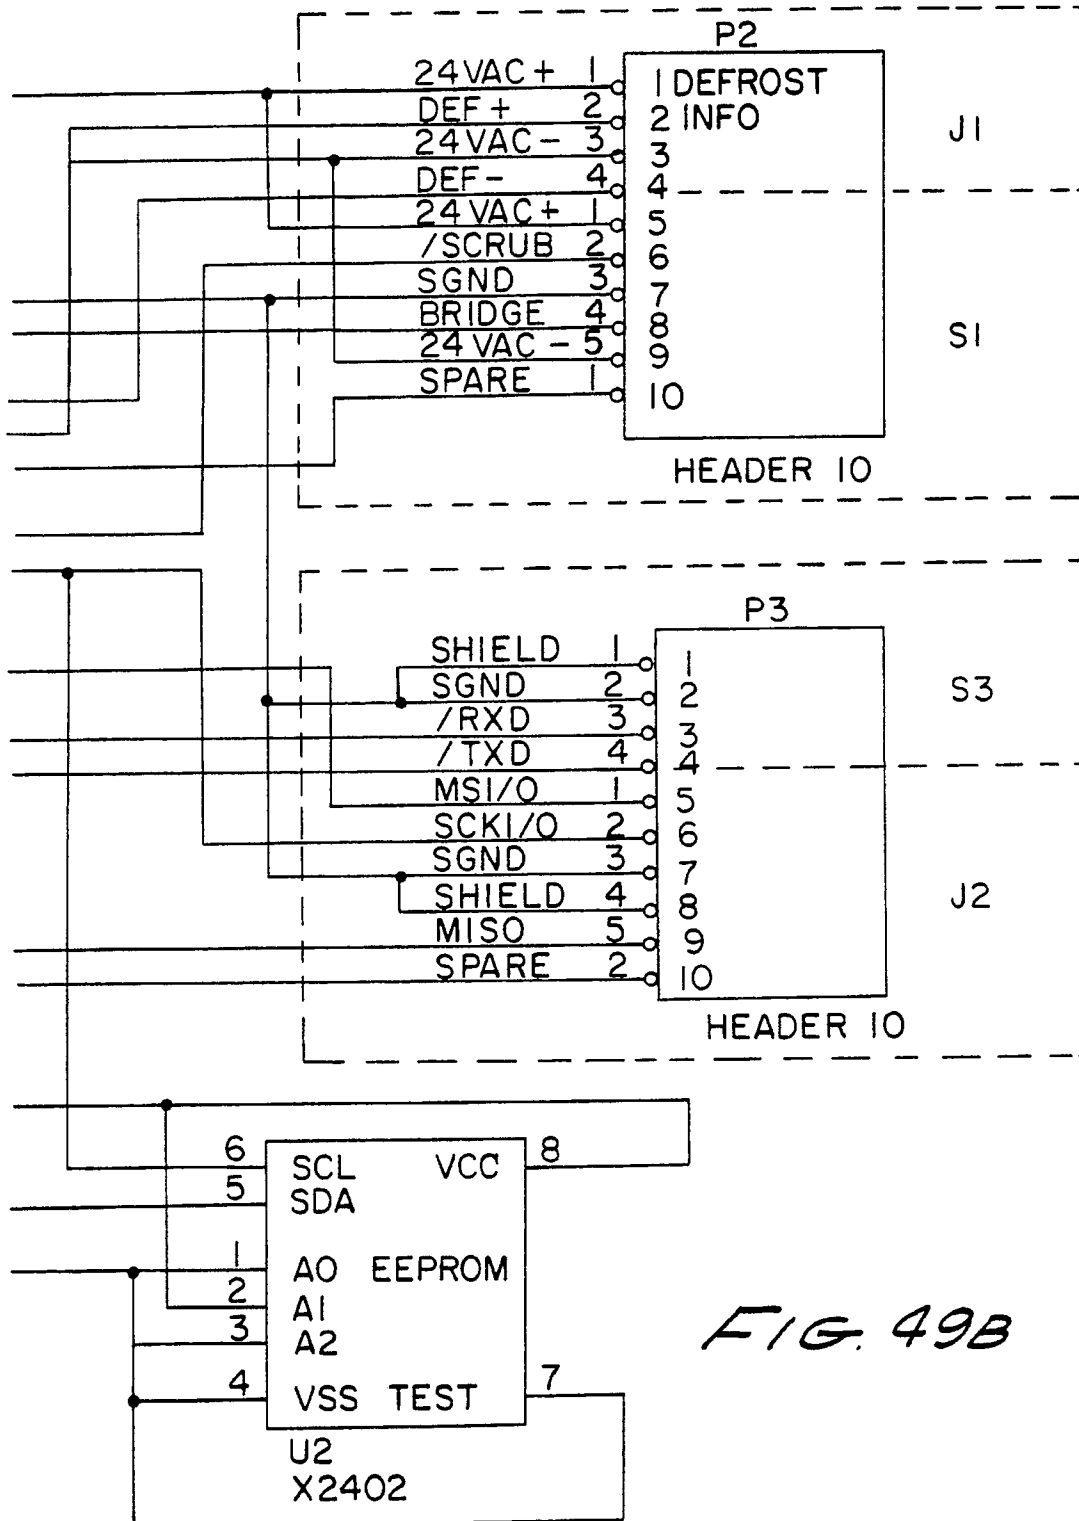 P2
24VAC+ 1 1 DEFROST
DEF+ 2 2 INFO
24VAC- 3 3
DEF- 4 4
J1
24VAC+ 1 5
/SCRUB 2 6
SGND 3 7
BRIDGE 4 8
24VAC- 5 9
SPARE 1 10
S1
HEADER 10
P3
SHIELD 1 1
SGND 2 2
/RXD 3 3
/TXD 4 4
S3
MSI/O 1 5
SCKI/O 2 6
SGND 3 7
SHIELD 4 8
MISO 5 9
SPARE 2 10
J2
HEADER 10
6 SCL VCC 8
5 SDA
1 A0 EEPROM
2 A1
3 A2
4 VSS TEST 7
U2
X2402
FIG. 49B